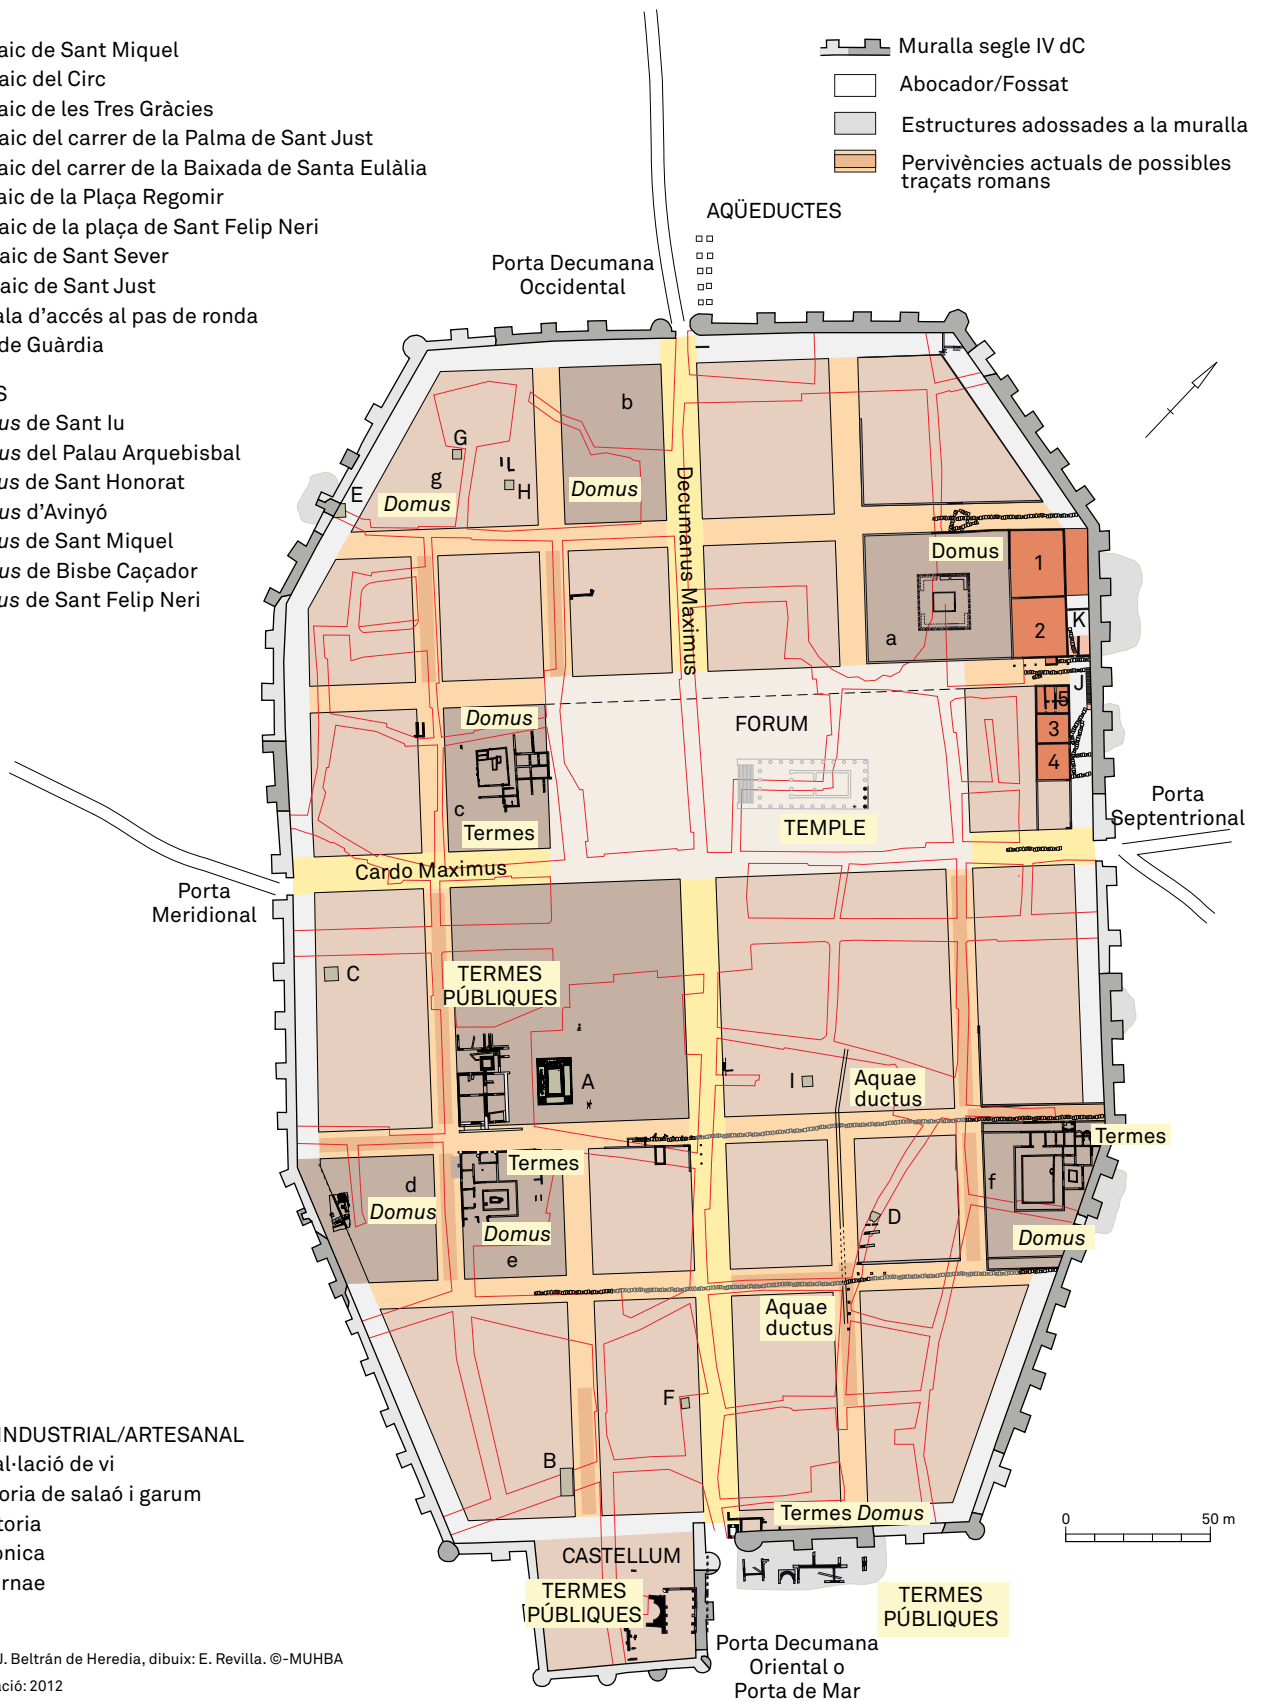 aic de Sant Miquel
aic del Circ
aic de les Tres Gràcies
aic del carrer de la Palma de Sant Just
aic del carrer de la Baixada de Santa Eulàlia
aic de la Plaça Regomir
aic de la plaça de Sant Felip Neri
aic de Sant Sever
aic de Sant Just
ala d'accés al pas de ronda
de Guàrdia
S
us de Sant Iu
us del Palau Arquebisbal
us de Sant Honorat
us d'Avinyó
us de Sant Miquel
us de Bisbe Caçador
us de Sant Felip Neri
Muralla segle IV dC
Abocador/Fossat
Estructures adossades a la muralla
Pervivències actuals de possibles
traçats romans
AQÜEDUCTES
Porta Decumana
Occidental
b
G
g
H
E
Domus
Domus
Decumanus Maximus
Domus
1
2
K
a
J
5
3
4
Domus
FORUM
c
Termes
TEMPLE
Porta
Septentrional
Cardo Maximus
Porta
Meridional
C
TERMES
PÚBLIQUES
A
I
Aquae
ductus
Termes
Termes
d
Domus
Domus
e
D
f
Domus
Aquae
ductus
F
B
Termes Domus
0 50 m
CASTELLUM
TERMES
PÚBLIQUES
TERMES
PÚBLIQUES
Porta Decumana
Oriental o
Porta de Mar
INDUSTRIAL/ARTESANAL
al·lació de vi
oria de salaó i garum
toria
onica
rnae
J. Beltrán de Heredia, dibuix: E. Revilla. ©-MUHBA
ació: 2012